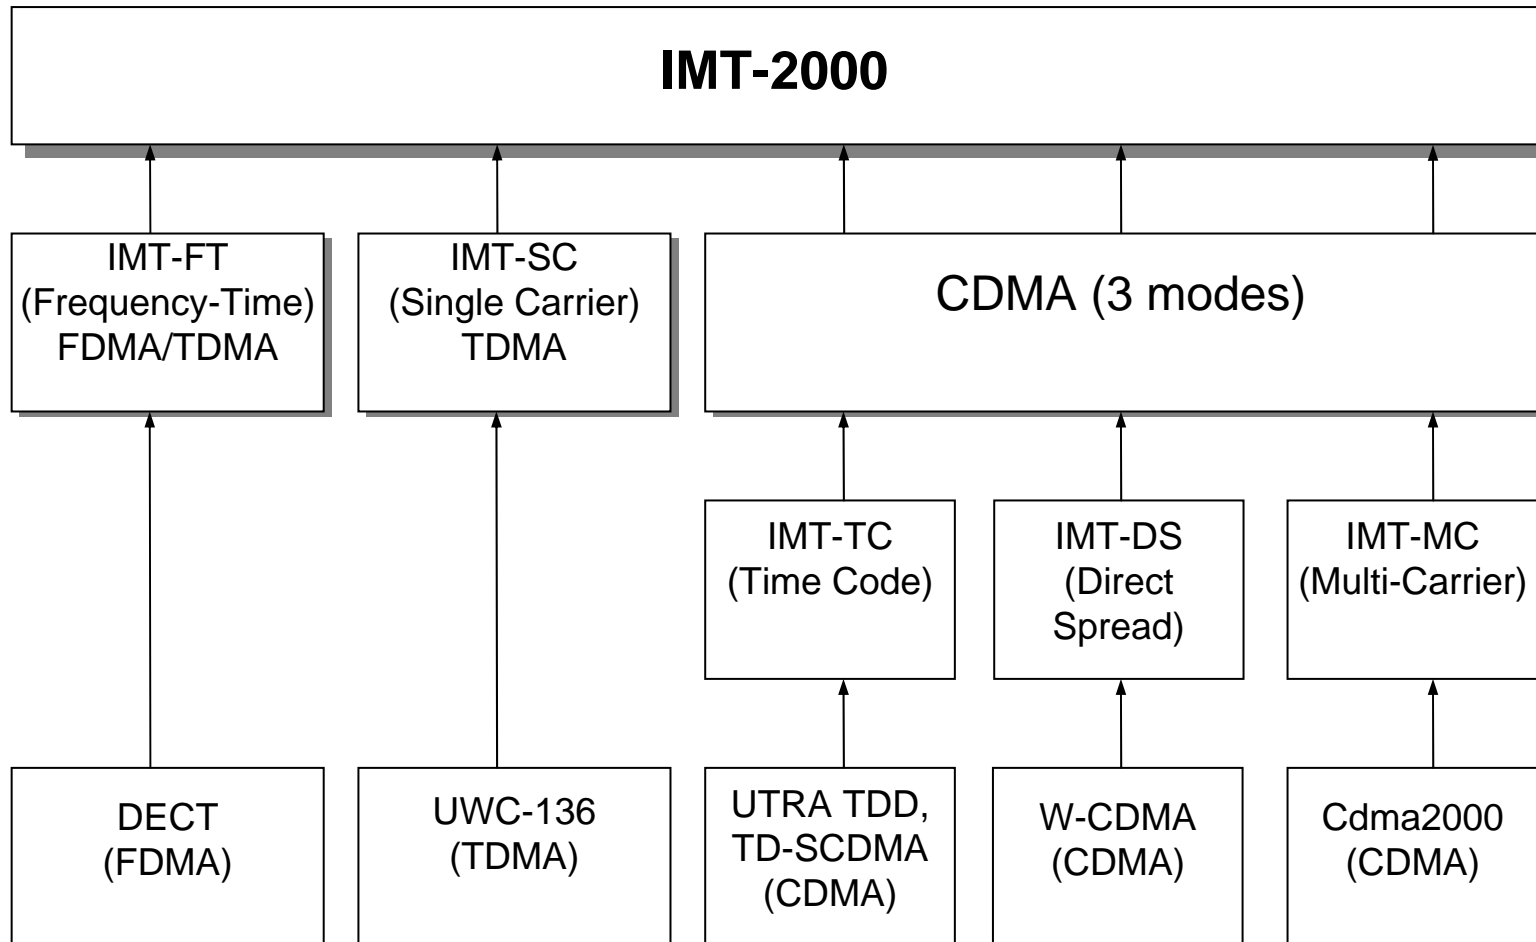 IMT-2000
IMT-FT
(Frequency-Time)
FDMA/TDMA
IMT-SC
(Single Carrier)
TDMA
CDMA (3 modes)
IMT-TC
(Time Code)
IMT-DS
(Direct
Spread)
IMT-MC
(Multi-Carrier)
DECT
(FDMA)
UWC-136
(TDMA)
UTRA TDD,
TD-SCDMA
(CDMA)
W-CDMA
(CDMA)
Cdma2000
(CDMA)